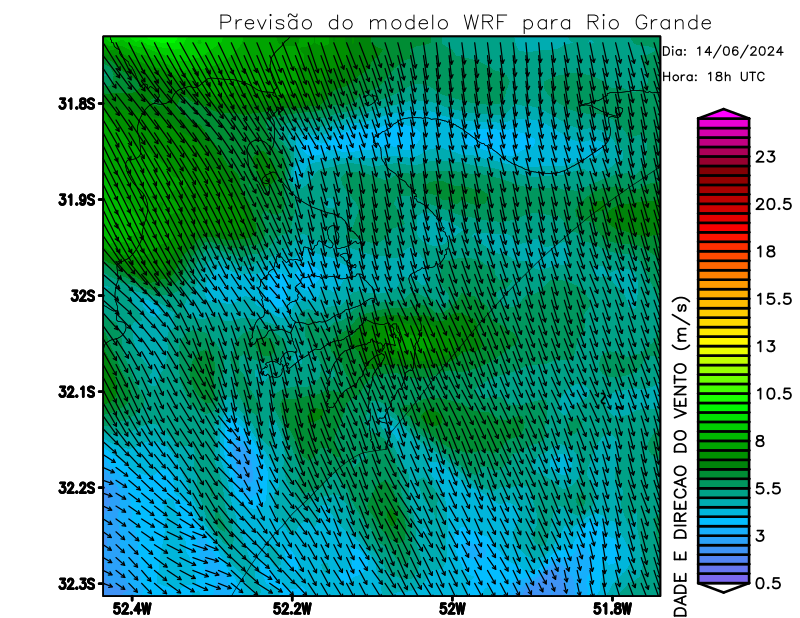 Previsão do modelo WRF para Rio Grande
Dia: 14/06/2024
Hora: 18h UTC
31.8S
31.9S
32S
32.1S
32.2S
32.3S
52.4W
52.2W
52W
51.8W
DADE E DIRECAO DO VENTO (m/s)
23
20.5
18
15.5
13
10.5
8
5.5
3
0.5